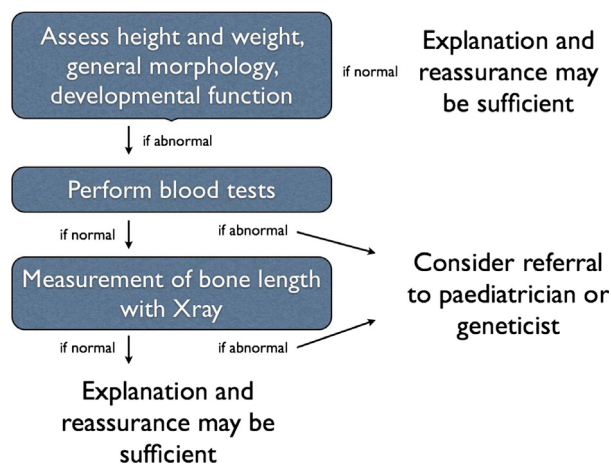 Assess height and weight,
general morphology,
developmental function
if normal
Explanation and
reassurance may
be sufficient
if abnormal
Perform blood tests
if normal
if abnormal
Measurement of bone length
with Xray
Consider referral
to paediatrician or
geneticist
if normal
if abnormal
Explanation and
reassurance may be
sufficient